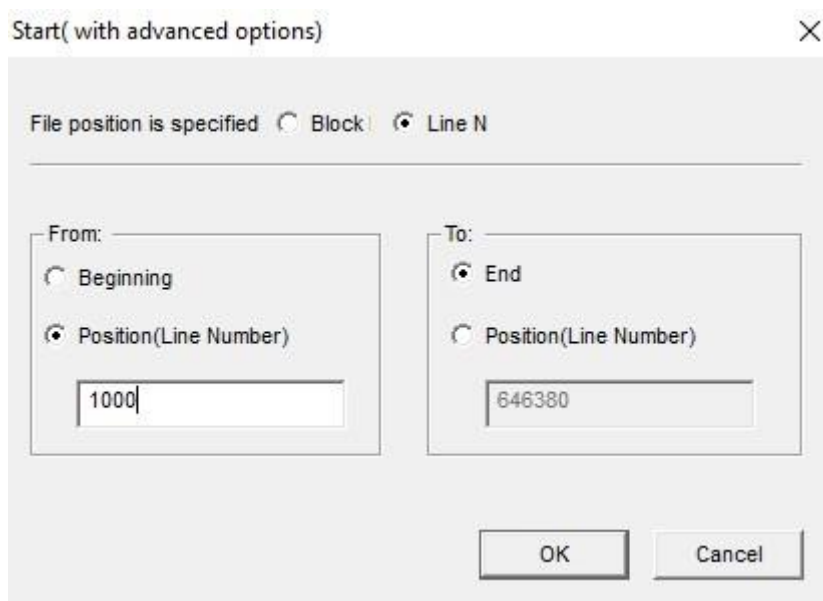 Start( with advanced options)
File position is specified Block Line N
From: To:
Beginning End
Position(Line Number) Position(Line Number)
1000 646380
OK Cancel